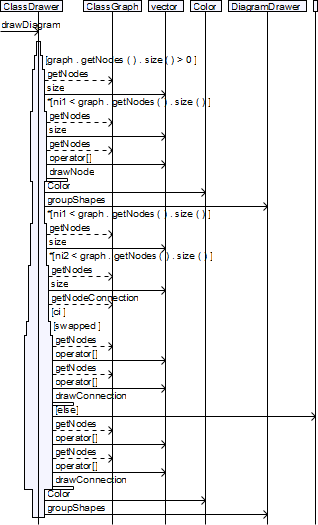 ClassDrawer ClassGraph vector Color DiagramDrawer
drawDiagram
[graph . getNodes ( ) . size ( ) > 0 ]
getNodes
size
*[ni1 < graph . getNodes ( ) . size ( ) ]
getNodes
size
getNodes
operator[]
drawNode
Color
groupShapes
*[ni1 < graph . getNodes ( ) . size ( ) ]
getNodes
size
*[ni2 < graph . getNodes ( ) . size ( ) ]
getNodes
size
getNodeConnection
[ci ]
[swapped ]
getNodes
operator[]
getNodes
operator[]
drawConnection
[else]
getNodes
operator[]
getNodes
operator[]
drawConnection
Color
groupShapes